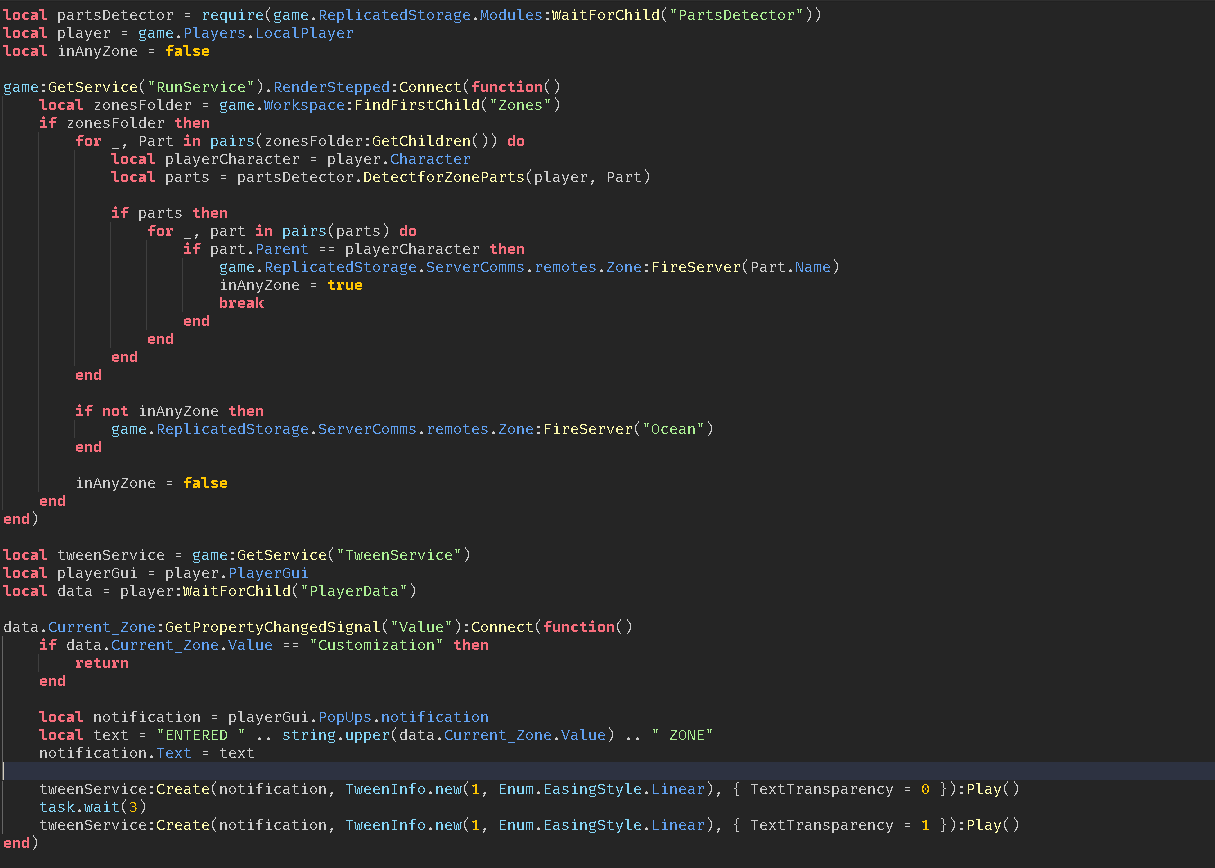 local partsDetector = require(game.ReplicatedStorage.Modules:WaitForChild("PartsDetector"))
local player = game.Players.LocalPlayer
local inAnyZone = false

game:GetService("RunService").RenderStepped:Connect(function()
    local zonesFolder = game.Workspace:FindFirstChild("Zones")
    if zonesFolder then
        for _, Part in pairs(zonesFolder:GetChildren()) do
            local playerCharacter = player.Character
            local parts = partsDetector.DetectforZoneParts(player, Part)

            if parts then
                for _, part in pairs(parts) do
                    if part.Parent == playerCharacter then
                        game.ReplicatedStorage.ServerComms.remotes.Zone:FireServer(Part.Name)
                        inAnyZone = true
                        break
                    end
                end
            end
        end

        if not inAnyZone then
            game.ReplicatedStorage.ServerComms.remotes.Zone:FireServer("Ocean")
        end

        inAnyZone = false
    end
end)

local tweenService = game:GetService("TweenService")
local playerGui = player.PlayerGui
local data = player:WaitForChild("PlayerData")

data.Current_Zone:GetPropertyChangedSignal("Value"):Connect(function()
    if data.Current_Zone.Value == "Customization" then
        return
    end

    local notification = playerGui.PopUps.notification
    local text = "ENTERED " .. string.upper(data.Current_Zone.Value) .. " ZONE"
    notification.Text = text

    tweenService:Create(notification, TweenInfo.new(1, Enum.EasingStyle.Linear), { TextTransparency = 0 }):Play()
    task.wait(3)
    tweenService:Create(notification, TweenInfo.new(1, Enum.EasingStyle.Linear), { TextTransparency = 1 }):Play()
end)